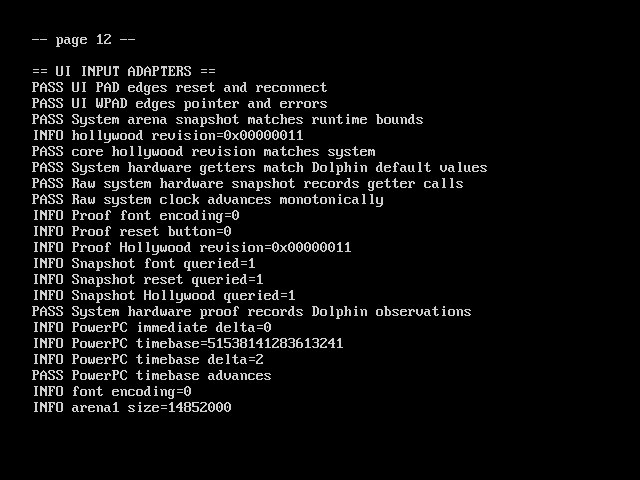 -- page 12 --
== UI INPUT ADAPTERS ==
PASS UI PAD edges reset and reconnect
PASS UI WPAD edges pointer and errors
PASS System arena snapshot matches runtime bounds
INFO hollywood revision=0x00000011
PASS core hollywood revision matches system
PASS System hardware getters match Dolphin default values
PASS Raw system hardware snapshot records getter calls
PASS Raw system clock advances monotonically
INFO Proof font encoding=0
INFO Proof reset button=0
INFO Proof Hollywood revision=0x00000011
INFO Snapshot font queried=1
INFO Snapshot reset queried=1
INFO Snapshot Hollywood queried=1
PASS System hardware proof records Dolphin observations
INFO PowerPC immediate delta=0
INFO PowerPC timebase=51538141283613241
INFO PowerPC timebase delta=2
PASS PowerPC timebase advances
INFO font encoding=0
INFO arena1 size=14852000